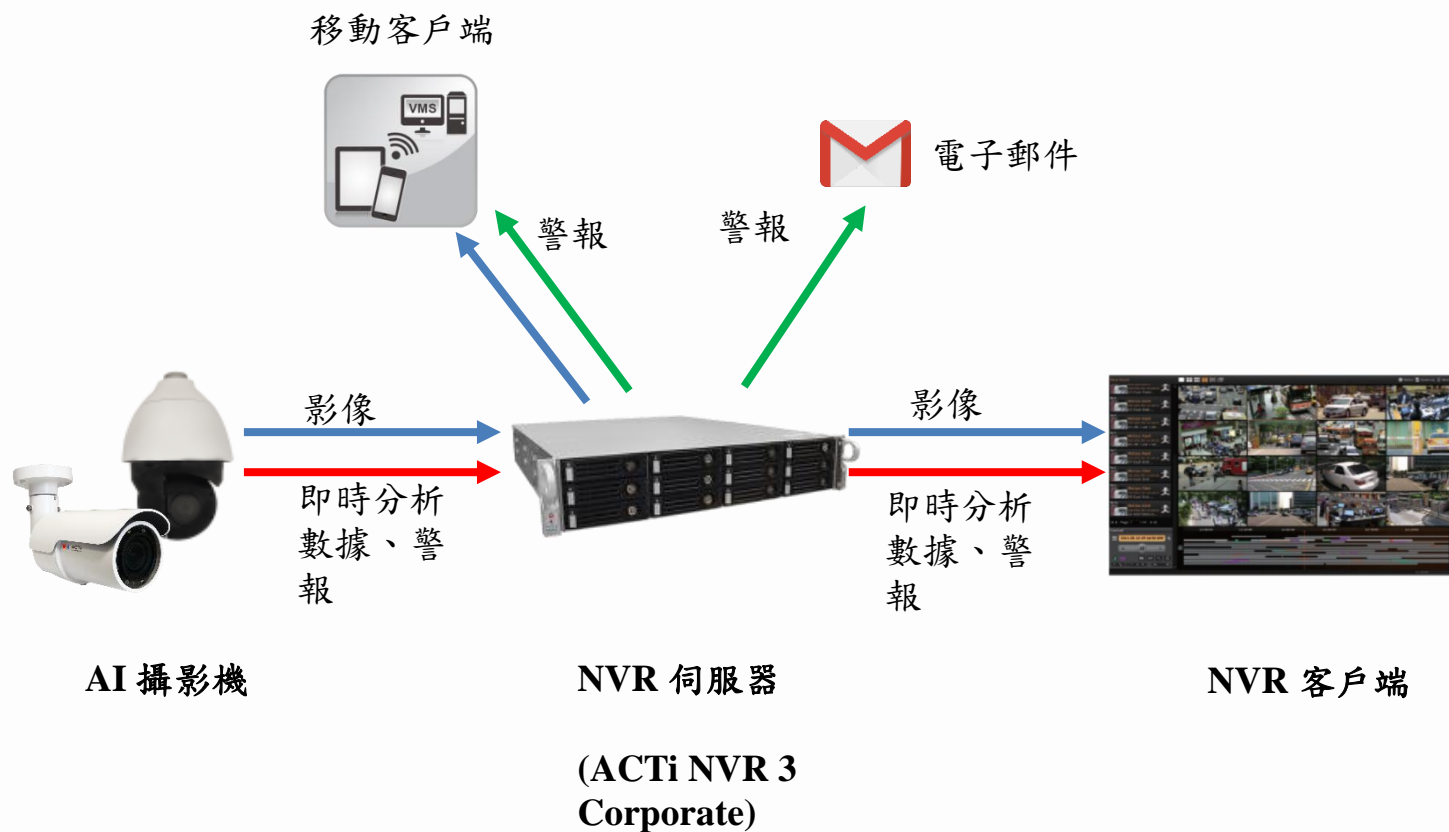 移動客戶端
VMS
電子郵件
警報
警報
影像
影像
即時分析
數據、警
報
即時分析
數據、警
報
AI 攝影機
NVR 伺服器
NVR 客戶端
(ACTi NVR 3
Corporate)